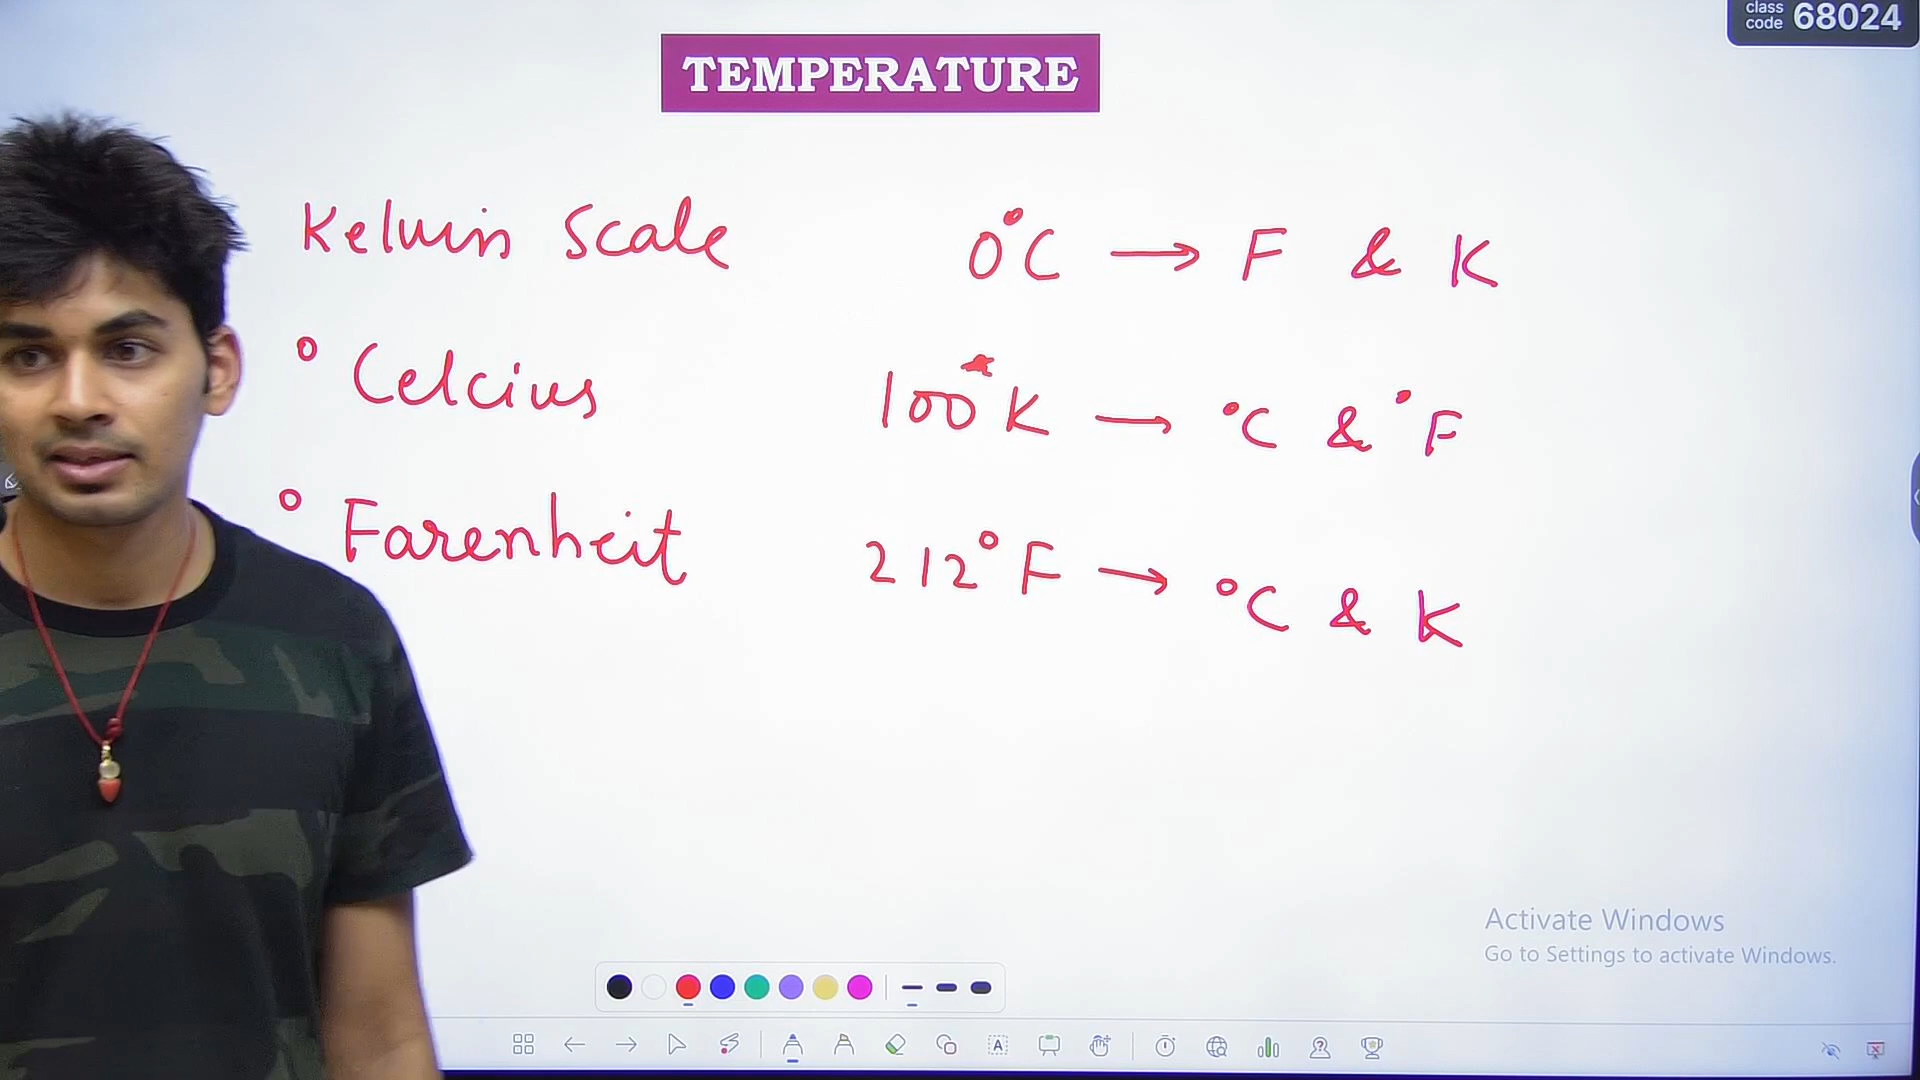 class code 68024
TEMPERATURE
Kelvin Scale 0°C → F & K
° Celcius 100 K → °C & °F
° Farenheit 212° F → °C & K
Activate Windows
Go to Settings to activate Windows.